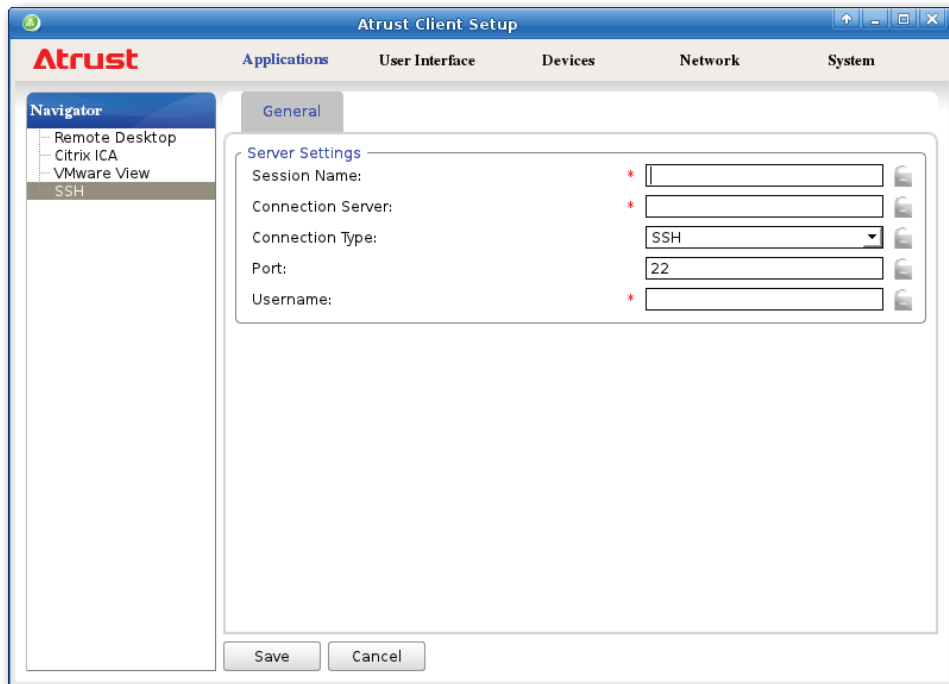 Atrust Client Setup
Atrust
Applications User Interface Devices Network System
Navigator
Remote Desktop
Citrix ICA
VMware View
SSH
General
Server Settings
Session Name: *
Connection Server: *
Connection Type: SSH
Port: 22
Username: *
Save Cancel